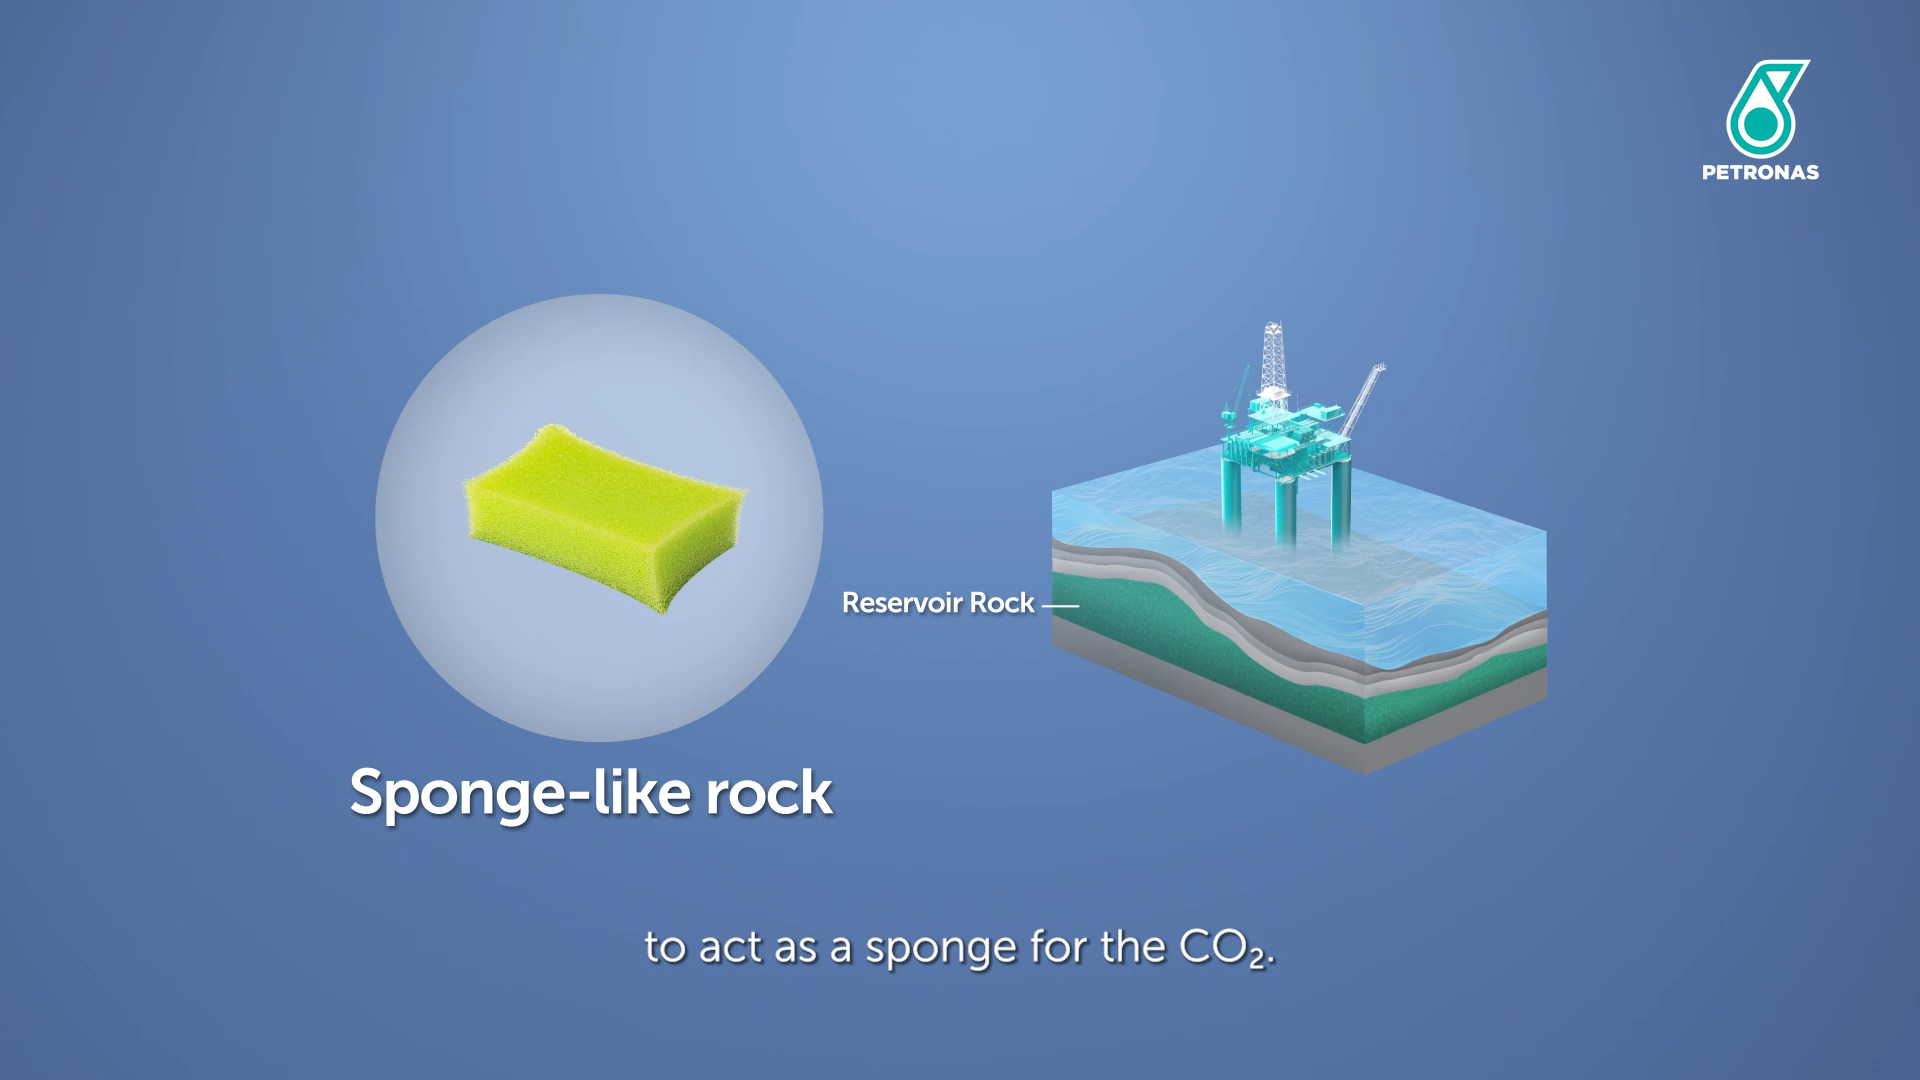 PETRONAS
Reservoir Rock
Sponge-like rock
to act as a sponge for the CO₂.